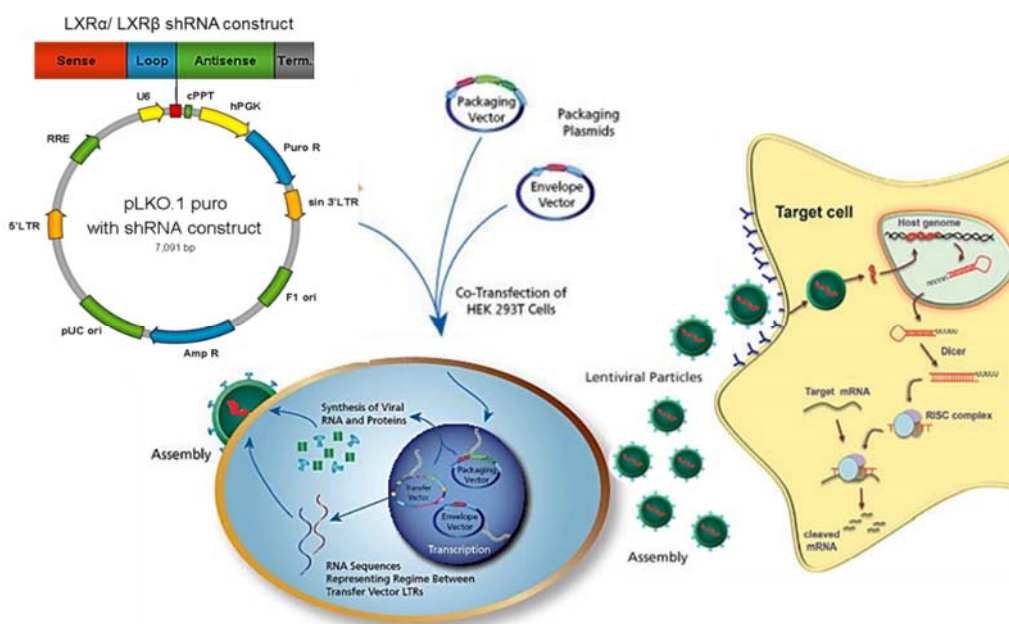 LXRα/ LXRβ shRNA construct
Sense Loop Antisense Term.
U6
cPPT
hPGK
RRE
Puro R
5'LTR
sin 3'LTR
pLKO.1 puro
with shRNA construct
7,091 bp
F1 ori
pUC ori
Amp R
Packaging
Vector
Packaging
Plasmids
Envelope
Vector
Co-Transfection of
HEK 293T Cells
Lentiviral Particles
Assembly
Synthesis of Viral
RNA and Proteins
Packaging
Vector
Transfer
Vector
Envelope
Vector
Transcription
RNA Sequences
Representing Regime Between
Transfer Vector LTRs
Assembly
Target cell
Host genome
UUUUU
Dicer
UUUUU
Target mRNA
RISC complex
cleaved
mRNA